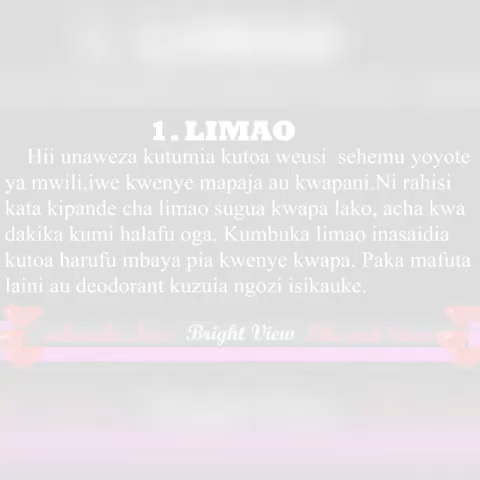 1. LIMAO
Hii unaweza kutumia kutoa weusi sehemu yoyote
ya mwili,iwe kwenye mapaja au kwapani.Ni rahisi
kata kipande cha limao sugua kwapa lako, acha kwa
dakika kumi halafu oga. Kumbuka limao inasaidia
kutoa harufu mbaya pia kwenye kwapa. Paka mafuta
laini au deodorant kuzuia ngozi isikauke.
Bright View